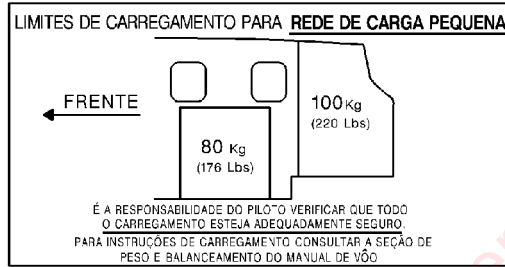 LIMITES DE CARREGAMENTO PARA REDE DE CARGA PEQUENA
FRENTE
100Kg
(220 Lbs)
80 Kg
(176 Lbs)
É A RESPONSABILIDADE DO PILOTO VERIFICAR QUE TODO
O CARREGAMENTO ESTEJA ADEQUADAMENTE SEGURO.
PARA INSTRUÇÕES DE CARREGAMENTO CONSULTAR A SEÇÃO DE
PESO E BALANCEAMENTO DO MANUAL DE VÔO